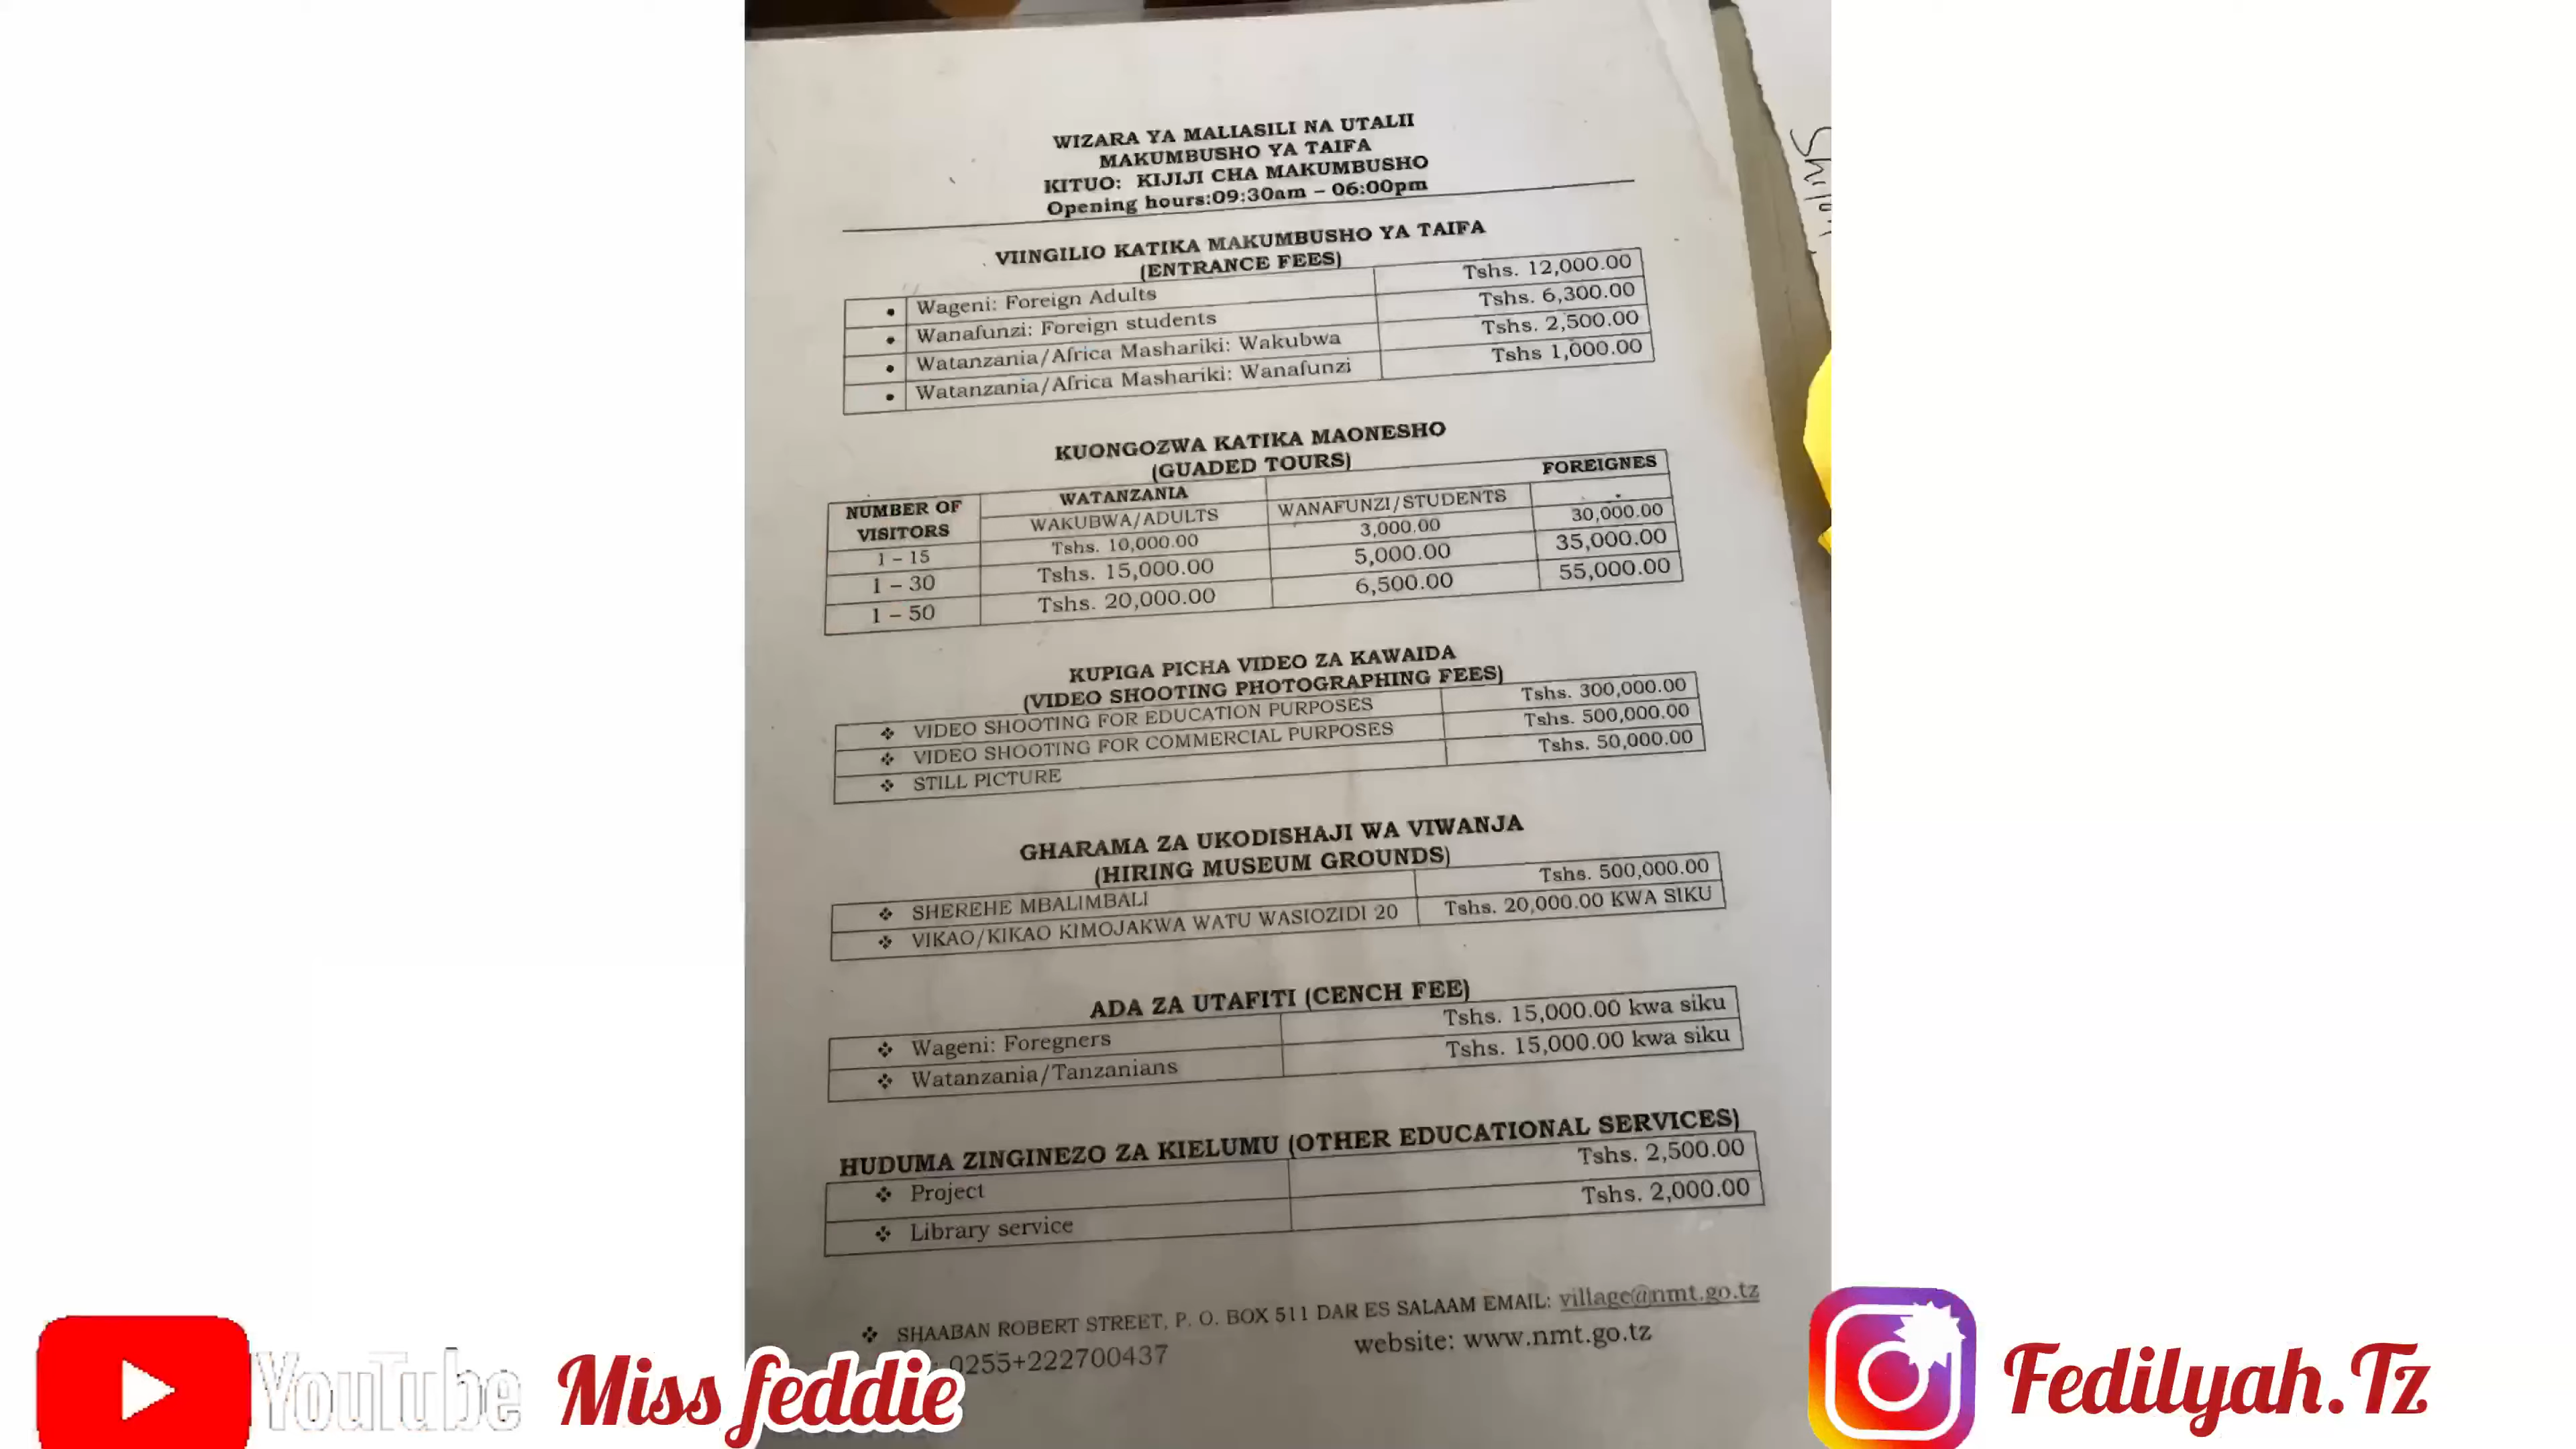 WIZARA YA MALIASILI NA UTALII
MAKUMBUSHO YA TAIFA
KITUO: KIJIJI CHA MAKUMBUSHO
Opening hours:09:30am – 06:00pm
VIINGILIO KATIKA MAKUMBUSHO YA TAIFA
(ENTRANCE FEES)
• Wageni: Foreign Adults Tshs. 12,000.00
• Wanafunzi: Foreign students Tshs. 6,300.00
• Watanzania/Africa Mashariki: Wakubwa Tshs. 2,500.00
• Watanzania/Africa Mashariki: Wanafunzi Tshs 1,000.00
KUONGOZWA KATIKA MAONESHO
(GUADED TOURS)
NUMBER OF VISITORS WATANZANIA FOREIGNES
WAKUBWA/ADULTS WANAFUNZI/STUDENTS
1 – 15 Tshs. 10,000.00 3,000.00 30,000.00
1 – 30 Tshs. 15,000.00 5,000.00 35,000.00
1 – 50 Tshs. 20,000.00 6,500.00 55,000.00
KUPIGA PICHA VIDEO ZA KAWAIDA
(VIDEO SHOOTING PHOTOGRAPHING FEES)
❖ VIDEO SHOOTING FOR EDUCATION PURPOSES Tshs. 300,000.00
❖ VIDEO SHOOTING FOR COMMERCIAL PURPOSES Tshs. 500,000.00
❖ STILL PICTURE Tshs. 50,000.00
GHARAMA ZA UKODISHAJI WA VIWANJA
(HIRING MUSEUM GROUNDS)
❖ SHEREHE MBALIMBALI Tshs. 500,000.00
❖ VIKAO/KIKAO KIMOJAKWA WATU WASIOZIDI 20 Tshs. 20,000.00 KWA SIKU
ADA ZA UTAFITI (CENCH FEE)
❖ Wageni: Foregners Tshs. 15,000.00 kwa siku
❖ Watanzania/Tanzanians Tshs. 15,000.00 kwa siku
HUDUMA ZINGINEZO ZA KIELUMU (OTHER EDUCATIONAL SERVICES)
❖ Project Tshs. 2,500.00
❖ Library service Tshs. 2,000.00
❖ SHAABAN ROBERT STREET, P. O. BOX 511 DAR ES SALAAM EMAIL: village@nmt.go.tz
0255+222700437 website: www.nmt.go.tz
YouTube Miss feddie
Fedilyah.Tz